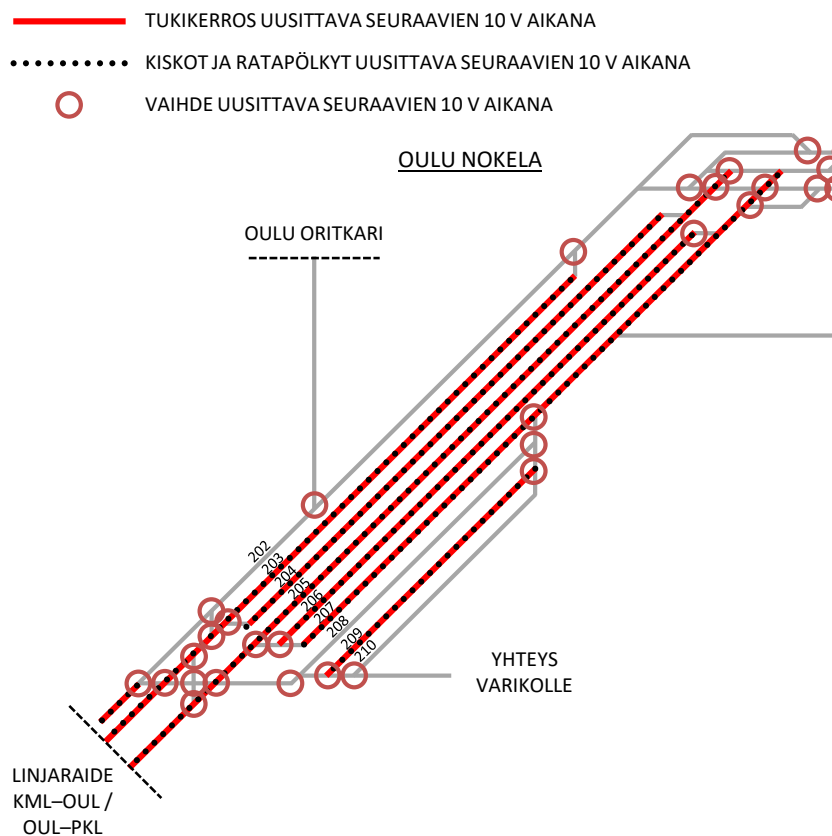 TUKIKERROS UUSITTAVA SEURAAVIEN 10 V AIKANA
KISKOT JA RATAPÖLKYT UUSITTAVA SEURAAVIEN 10 V AIKANA
VAIHDE UUSITTAVA SEURAAVIEN 10 V AIKANA
OULU NOKELA
OULU ORITKARI
202
203
204
205
206
207
208
209
210
YHTEYS
VARIKOLLE
LINJARAIDE
KML–OUL /
OUL–PKL